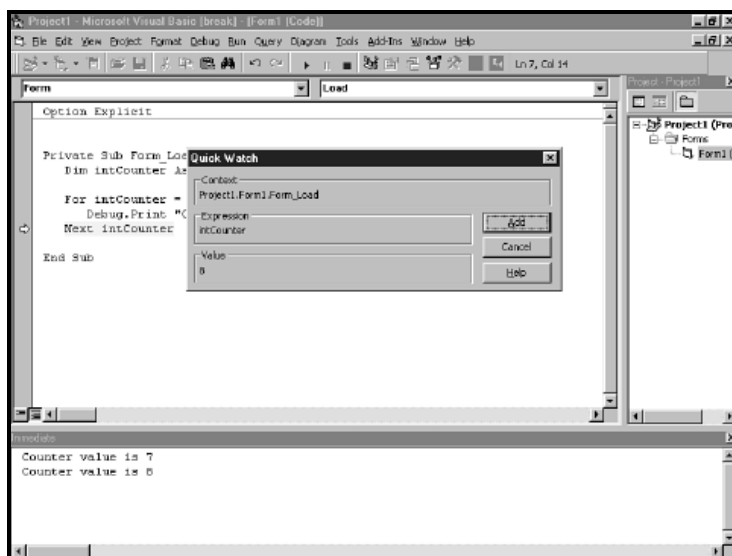 Project1 - Microsoft Visual Basic [break] - [Form1 (Code)]
File Edit View Project Format Debug Run Query Diagram Tools Add-Ins Window Help
Ln 7, Col 14
Form
Load
Project - Project1
Option Explicit
Private Sub Form_Loa
Dim intCounter As
For intCounter =
Debug.Print "C
Next intCounter
End Sub
Quick Watch
Context
Project1.Form1.Form_Load
Expression
intCounter
Value
8
Add
Cancel
Help
Project1 (Pro
Forms
Form1 (
Immediate
Counter value is 7
Counter value is 8